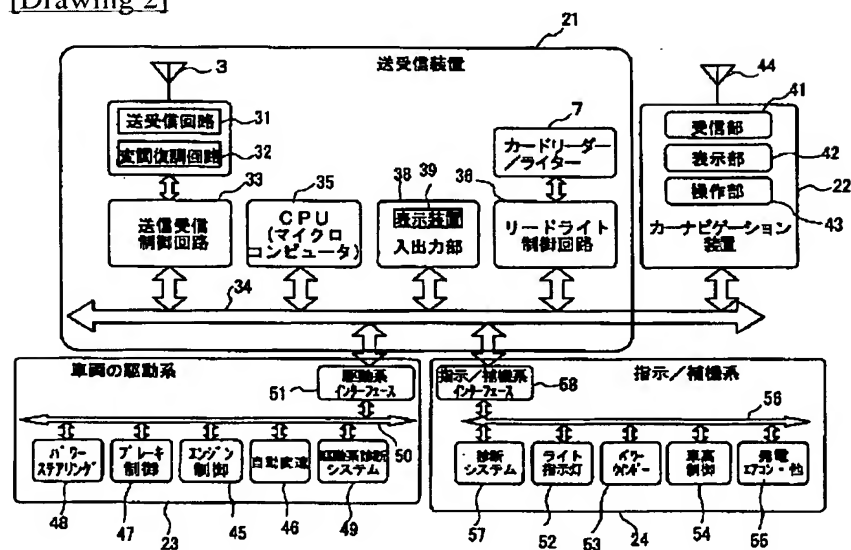 [Drawing 2]
21
送受信装置
3
44
送受信回路
31
変調復調回路
32
33
送信受信
制御回路
35
CPU
(マイクロ
コンピュータ)
38
39
表示装置
入出力部
7
カードリーダー
/ライター
36
リードライト
制御回路
41
受信部
表示部
42
操作部
43
22
カーナビゲーション
装置
34
車両の駆動系
51
駆動系
インターフェース
50
パワー
ステアリング
ブレーキ
制御
エンジン
制御
自動変速
駆動系診断
システム
48
47
45
46
49
23
指示/補機系
インターフェース
58
指示/補機系
56
診断
システム
ライト
指示灯
パワー
ウインドー
車高
制御
発電
エアコン・他
57
52
53
54
55
24